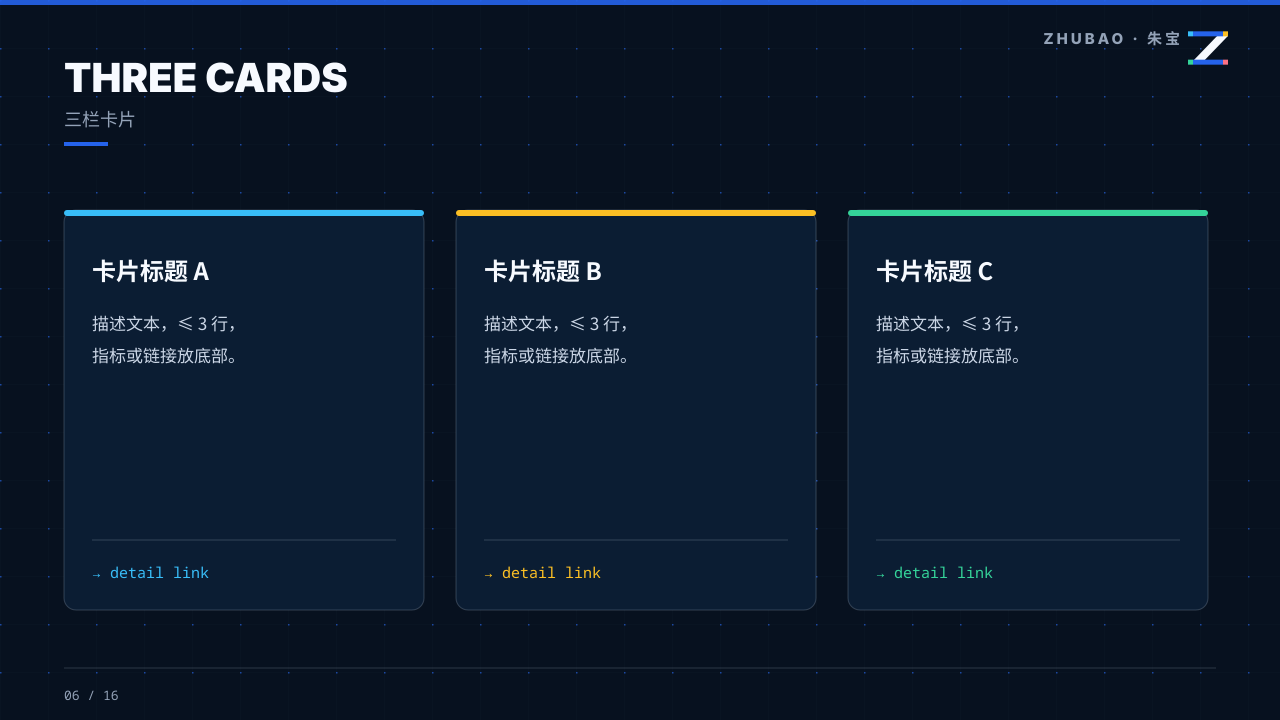 ZHUBAO · 朱宝
THREE CARDS
三栏卡片
卡片标题 A
描述文本，≤ 3 行，
指标或链接放底部。
→ detail link
卡片标题 B
描述文本，≤ 3 行，
指标或链接放底部。
→ detail link
卡片标题 C
描述文本，≤ 3 行，
指标或链接放底部。
→ detail link
06 / 16